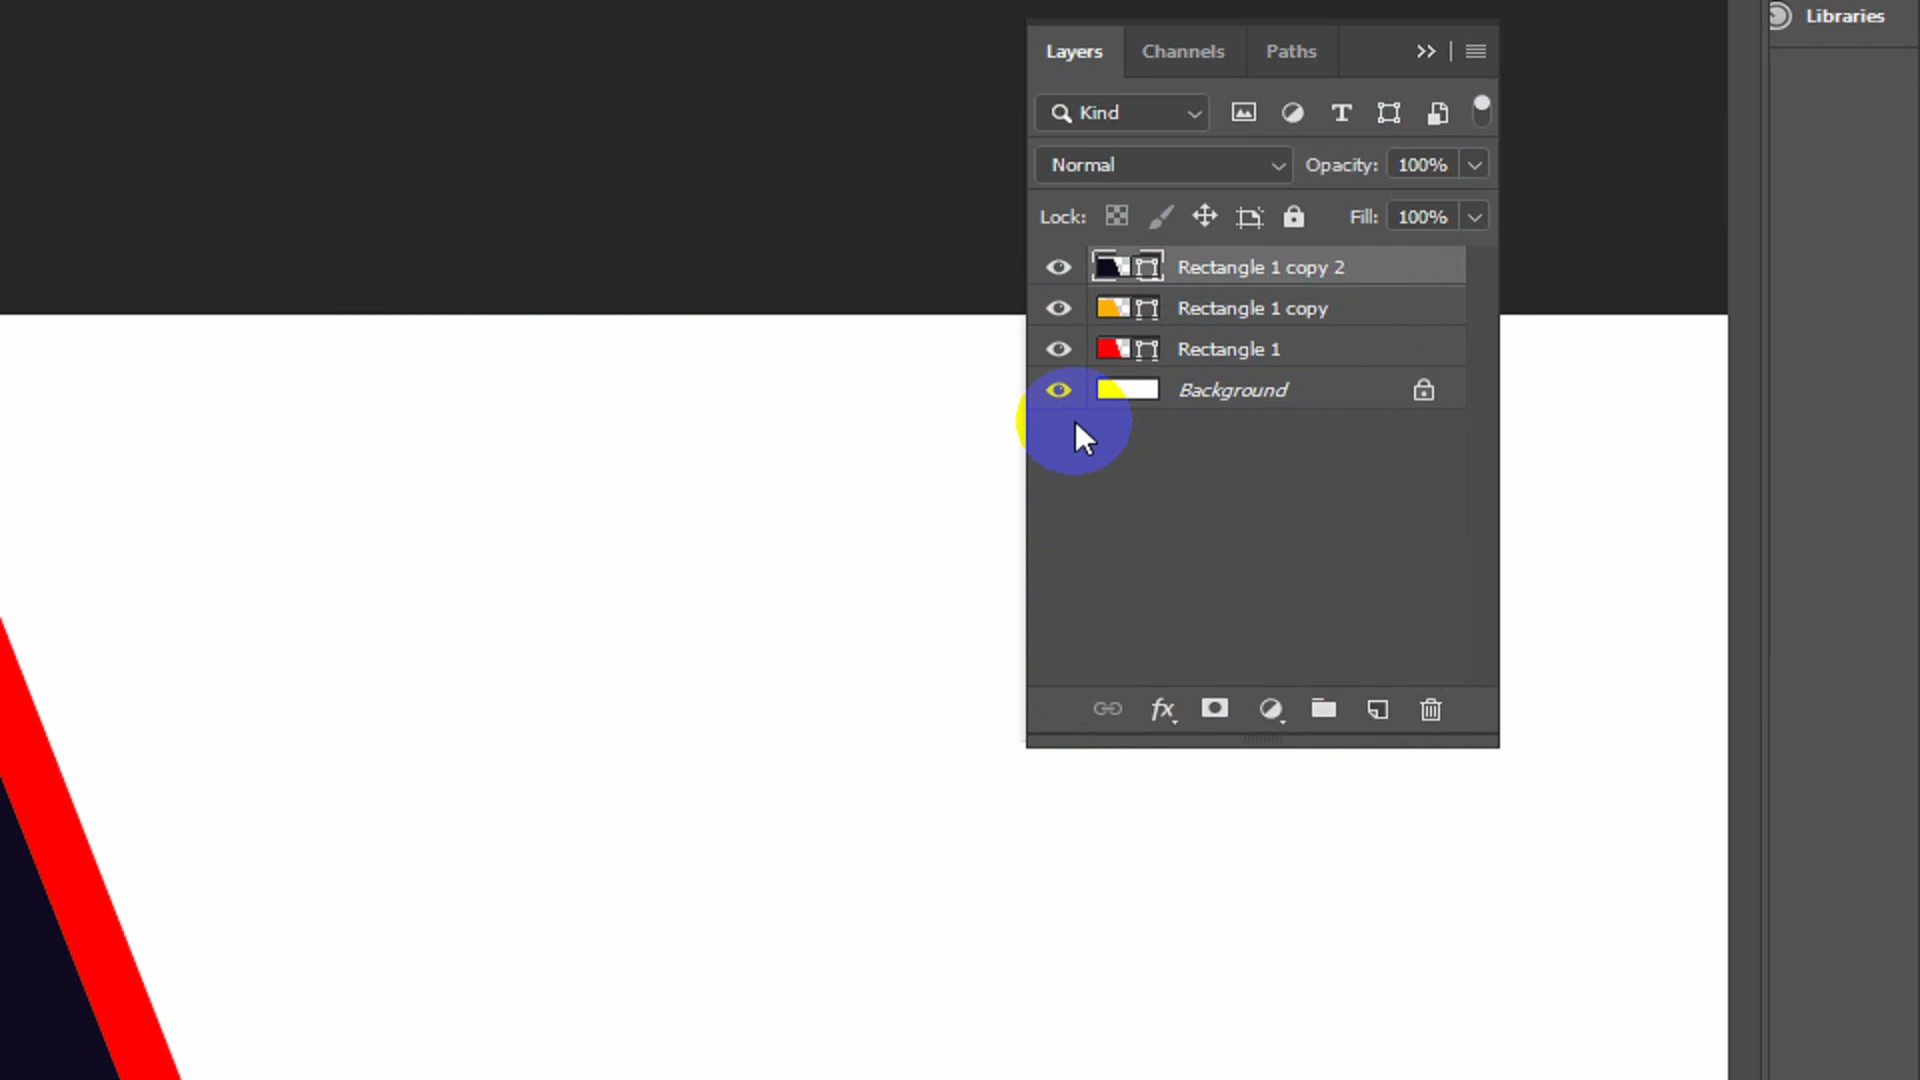 Libraries
Layers Channels Paths
Kind
Normal Opacity: 100%
Lock: Fill: 100%
Rectangle 1 copy 2
Rectangle 1 copy
Rectangle 1
Background
fx